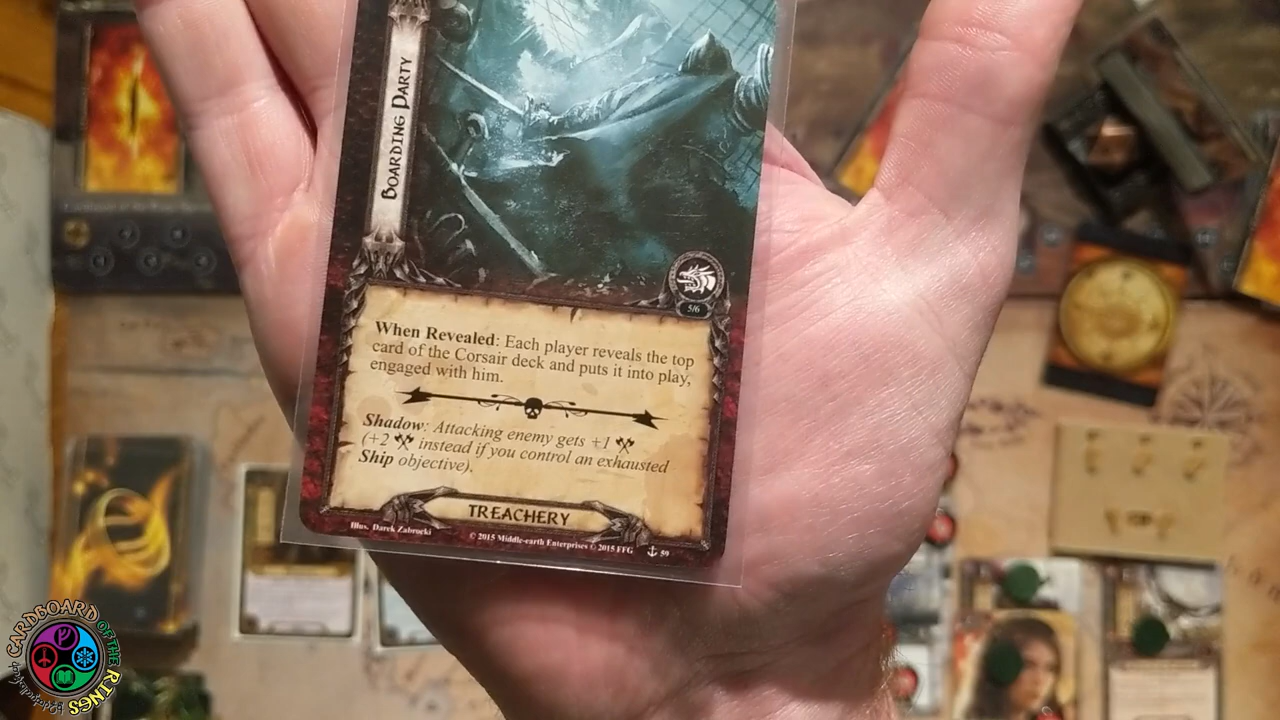 BOARDING PARTY
5/6
When Revealed: Each player reveals the top
card of the Corsair deck and puts it into play,
engaged with him.
Shadow: Attacking enemy gets +1
(+2 instead if you control an exhausted
Ship objective).
TREACHERY
Illus. Darek Zabrocki
© 2015 Middle-earth Enterprises © 2015 FFG
59
CARDBOARD OF THE RINGS